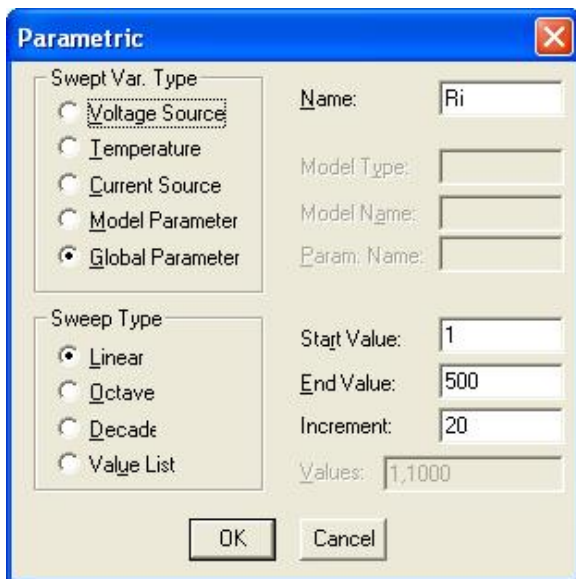 Parametric
Swept Var. Type
Voltage Source
Temperature
Current Source
Model Parameter
Global Parameter
Name: Ri
Model Type:
Model Name:
Param. Name:
Sweep Type
Linear
Octave
Decade
Value List
Start Value: 1
End Value: 500
Increment: 20
Values: 1,1000
OK Cancel